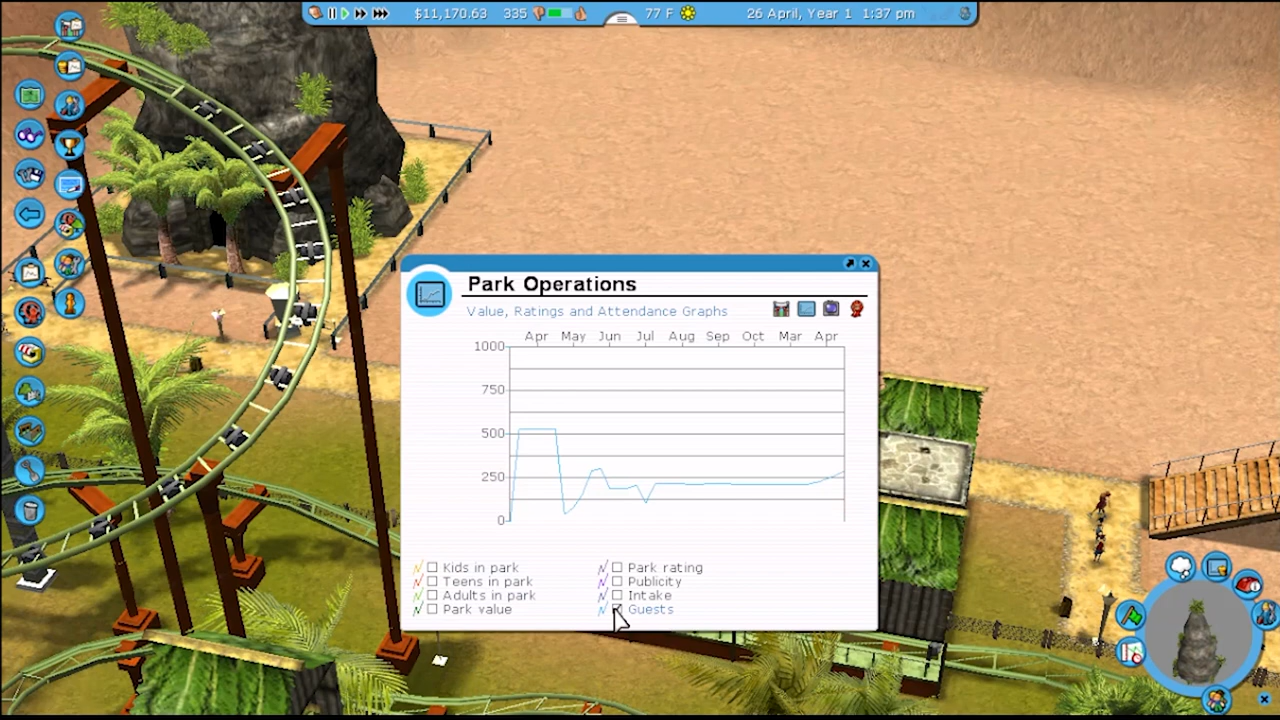 $11,170.63 335 77 F 26 April, Year 1 1:37 pm
Park Operations
Value, Ratings and Attendance Graphs
Apr May Jun Jul Aug Sep Oct Mar Apr
1000
750
500
250
0
Kids in park Park rating
Teens in park Publicity
Adults in park Intake
Park value Guests